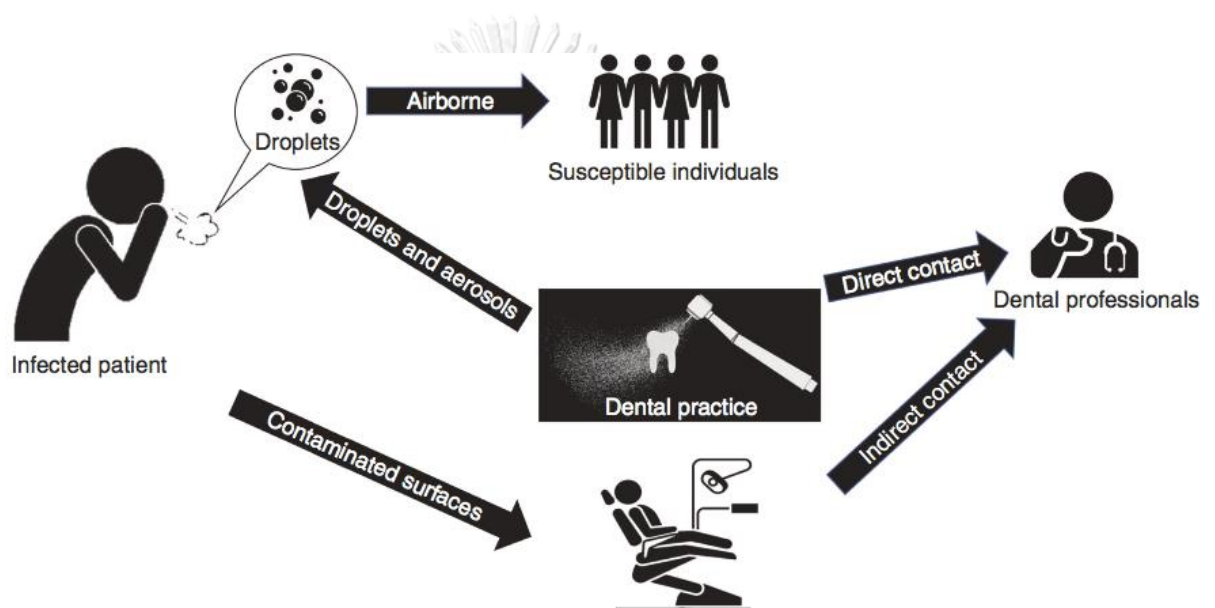 Airborne
Droplets
Susceptible individuals
Droplets and aerosols
Direct contact
Dental professionals
Infected patient
Dental practice
Contaminated surfaces
Indirect contact